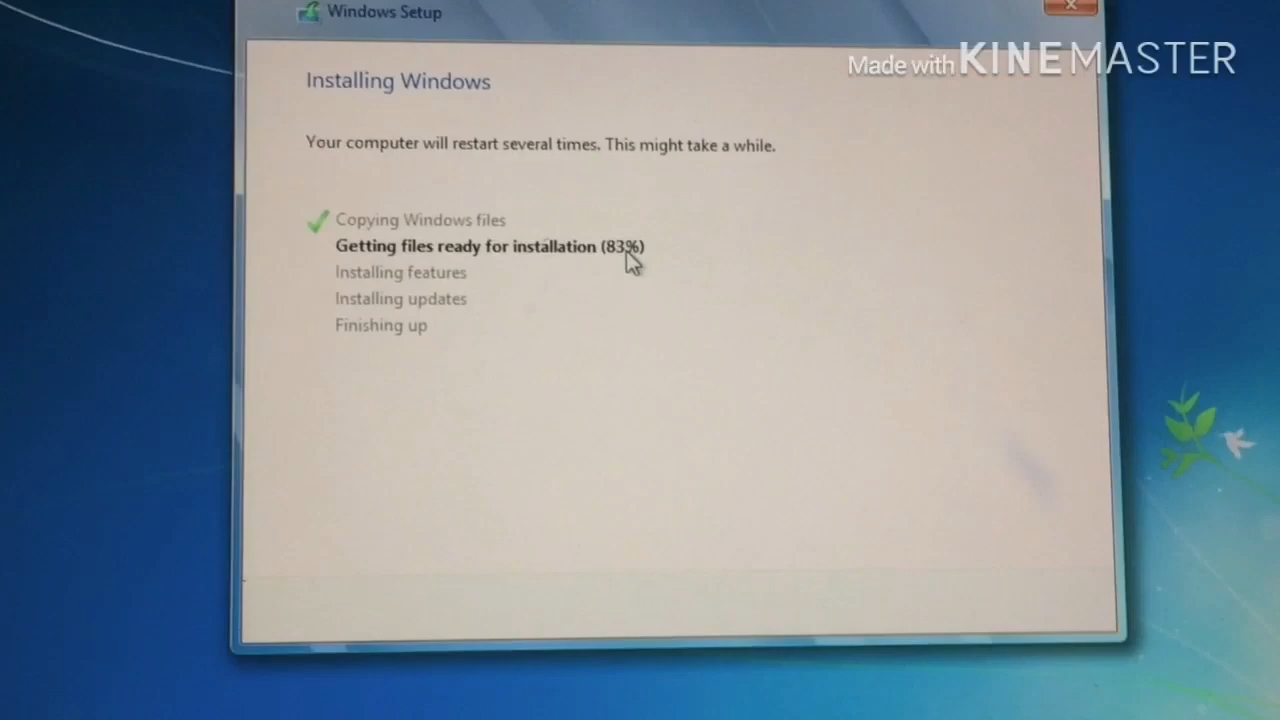 Windows Setup
Made with KINEMASTER
Installing Windows
Your computer will restart several times. This might take a while.
Copying Windows files
Getting files ready for installation (83%)
Installing features
Installing updates
Finishing up